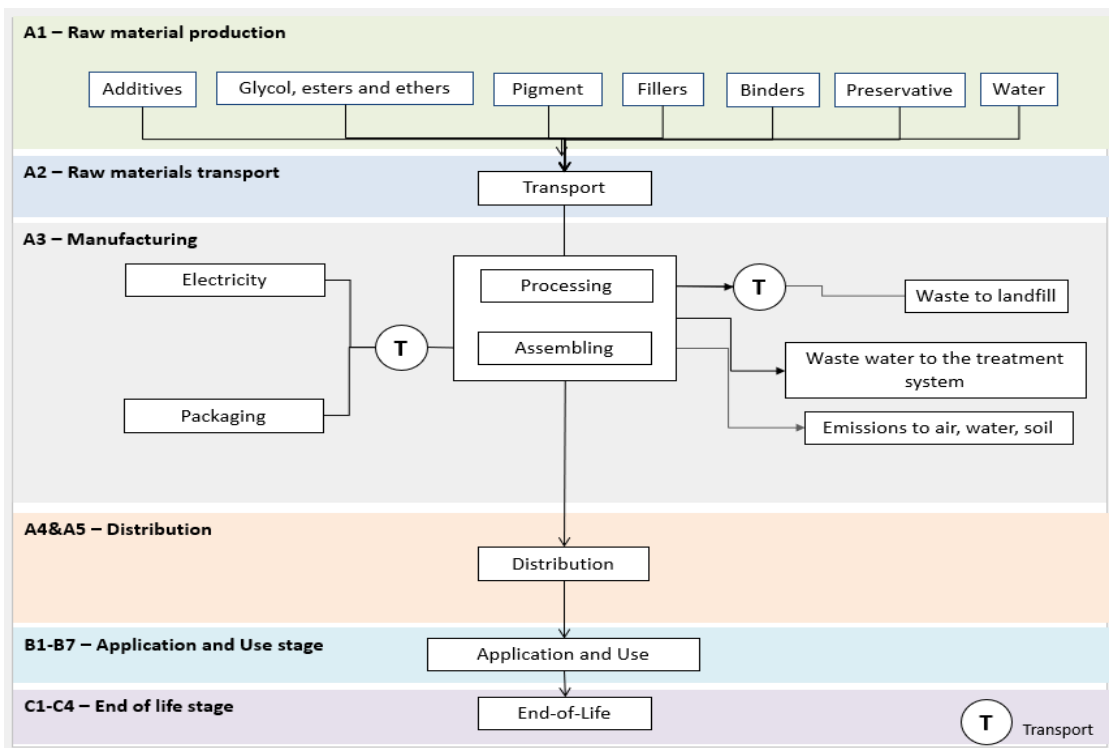 A1 – Raw material production
Additives
Glycol, esters and ethers
Pigment
Fillers
Binders
Preservative
Water
A2 – Raw materials transport
Transport
A3 – Manufacturing
Electricity
Processing
T
Waste to landfill
T
Assembling
Waste water to the treatment
system
Packaging
Emissions to air, water, soil
A4&A5 – Distribution
Distribution
B1-B7 – Application and Use stage
Application and Use
C1-C4 – End of life stage
End-of-Life
T
Transport